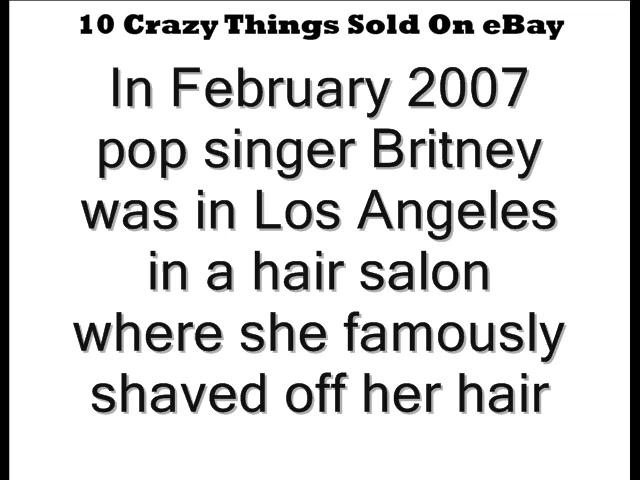 10 Crazy Things Sold On eBay
In February 2007
pop singer Britney
was in Los Angeles
in a hair salon
where she famously
shaved off her hair